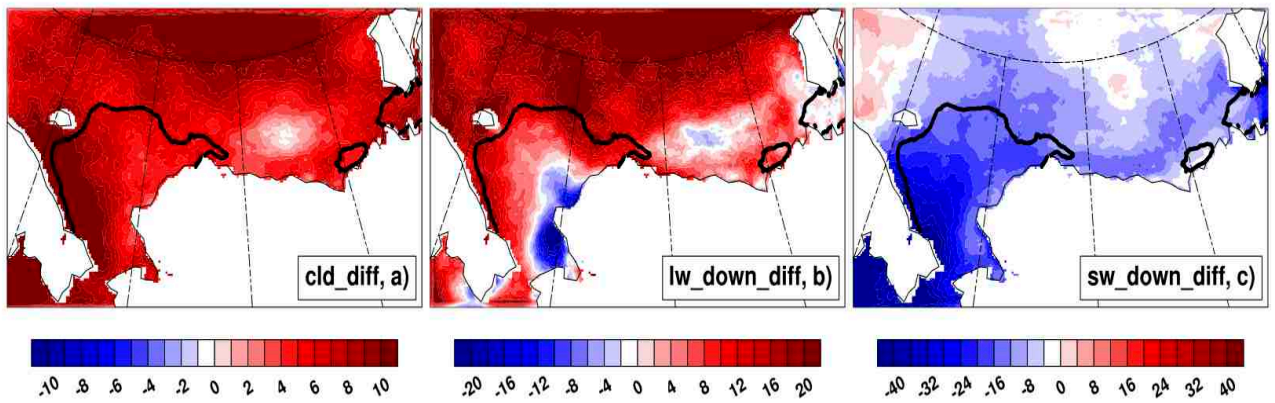 cld_diff, a)
lw_down_diff, b)
sw_down_diff, c)
-10 -8 -6 -4 -2 0 2 4 6 8 10
-20 -16 -12 -8 -4 0 4 8 12 16 20
-40 -32 -24 -16 -8 0 8 16 24 32 40